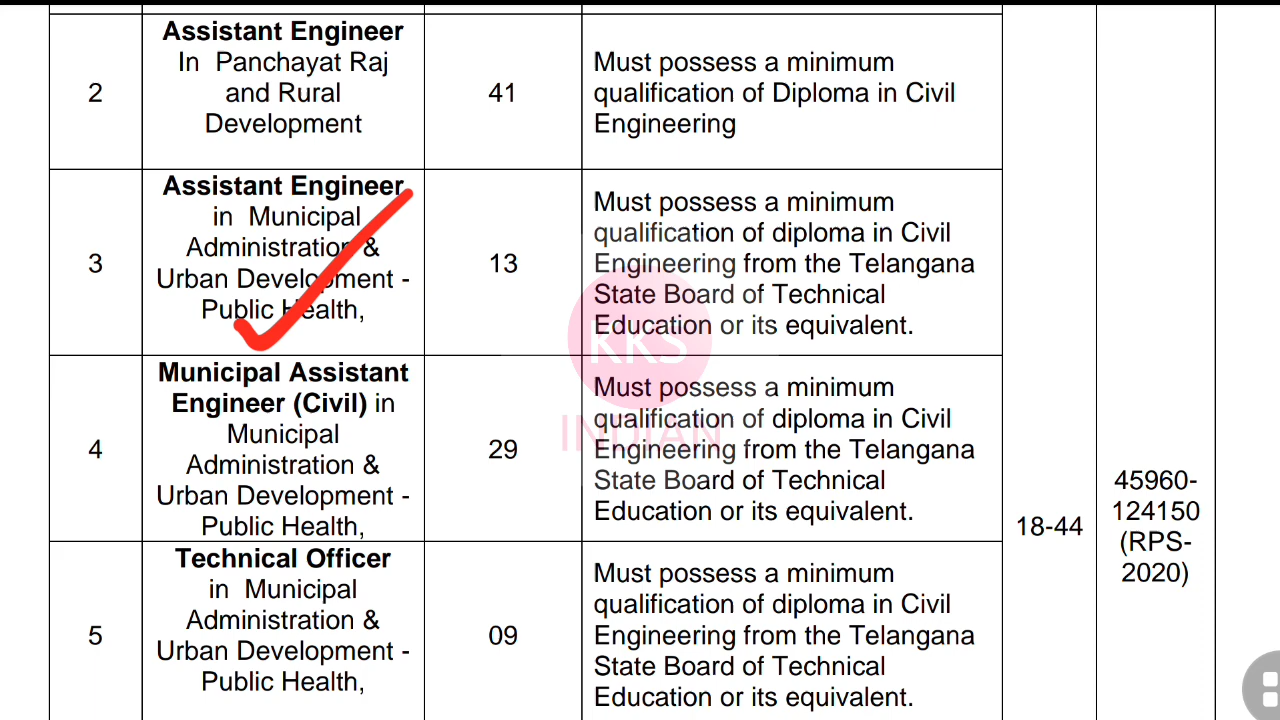 2
Assistant Engineer
In Panchayat Raj
and Rural
Development
41
Must possess a minimum
qualification of Diploma in Civil
Engineering
3
Assistant Engineer
in Municipal
Administration &
Urban Development -
Public Health,
13
Must possess a minimum
qualification of diploma in Civil
Engineering from the Telangana
State Board of Technical
Education or its equivalent.
4
Municipal Assistant
Engineer (Civil) in
Municipal
Administration &
Urban Development -
Public Health,
29
Must possess a minimum
qualification of diploma in Civil
Engineering from the Telangana
State Board of Technical
Education or its equivalent.
5
Technical Officer
in Municipal
Administration &
Urban Development -
Public Health,
09
Must possess a minimum
qualification of diploma in Civil
Engineering from the Telangana
State Board of Technical
Education or its equivalent.
18-44
45960-
124150
(RPS-
2020)
KKS
INDIAN